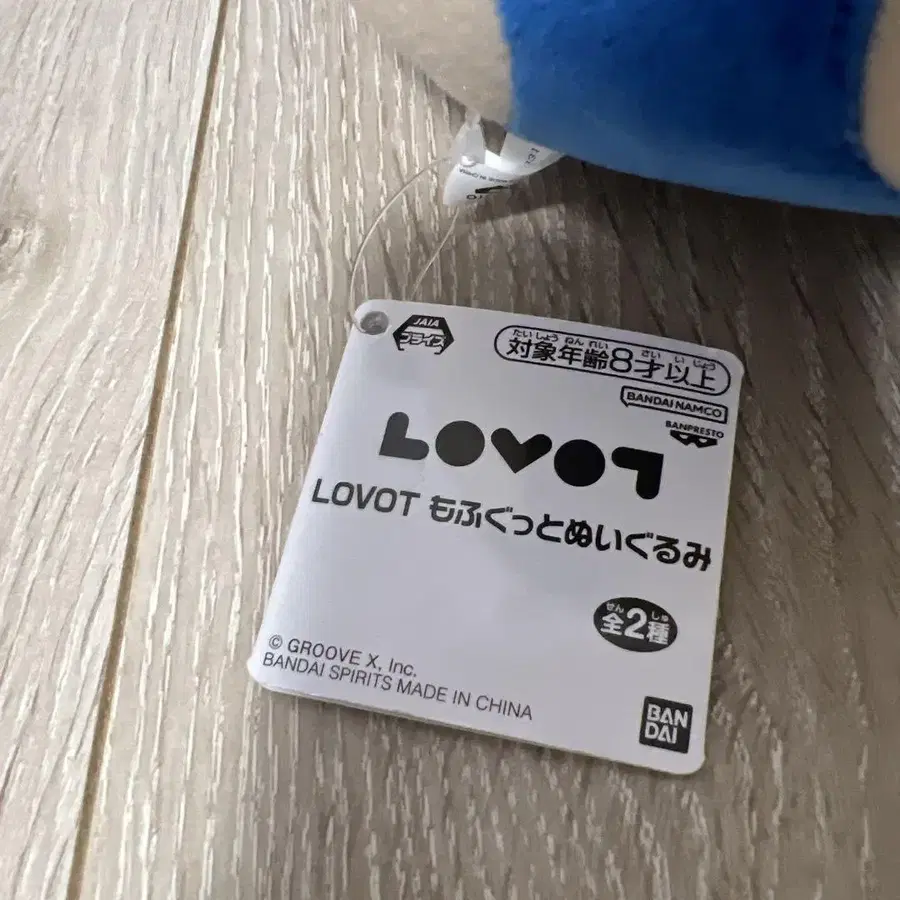 JAIA
プライズ
たいしょうねんれい さいいじょう
対象年齢8才以上
BANDAI NAMCO
BANPRESTO
LOVOT
LOVOT もふぐっとぬいぐるみ
ぜん しゅ
全2種
© GROOVE X, Inc.
BANDAI SPIRITS MADE IN CHINA
BAN
DAI